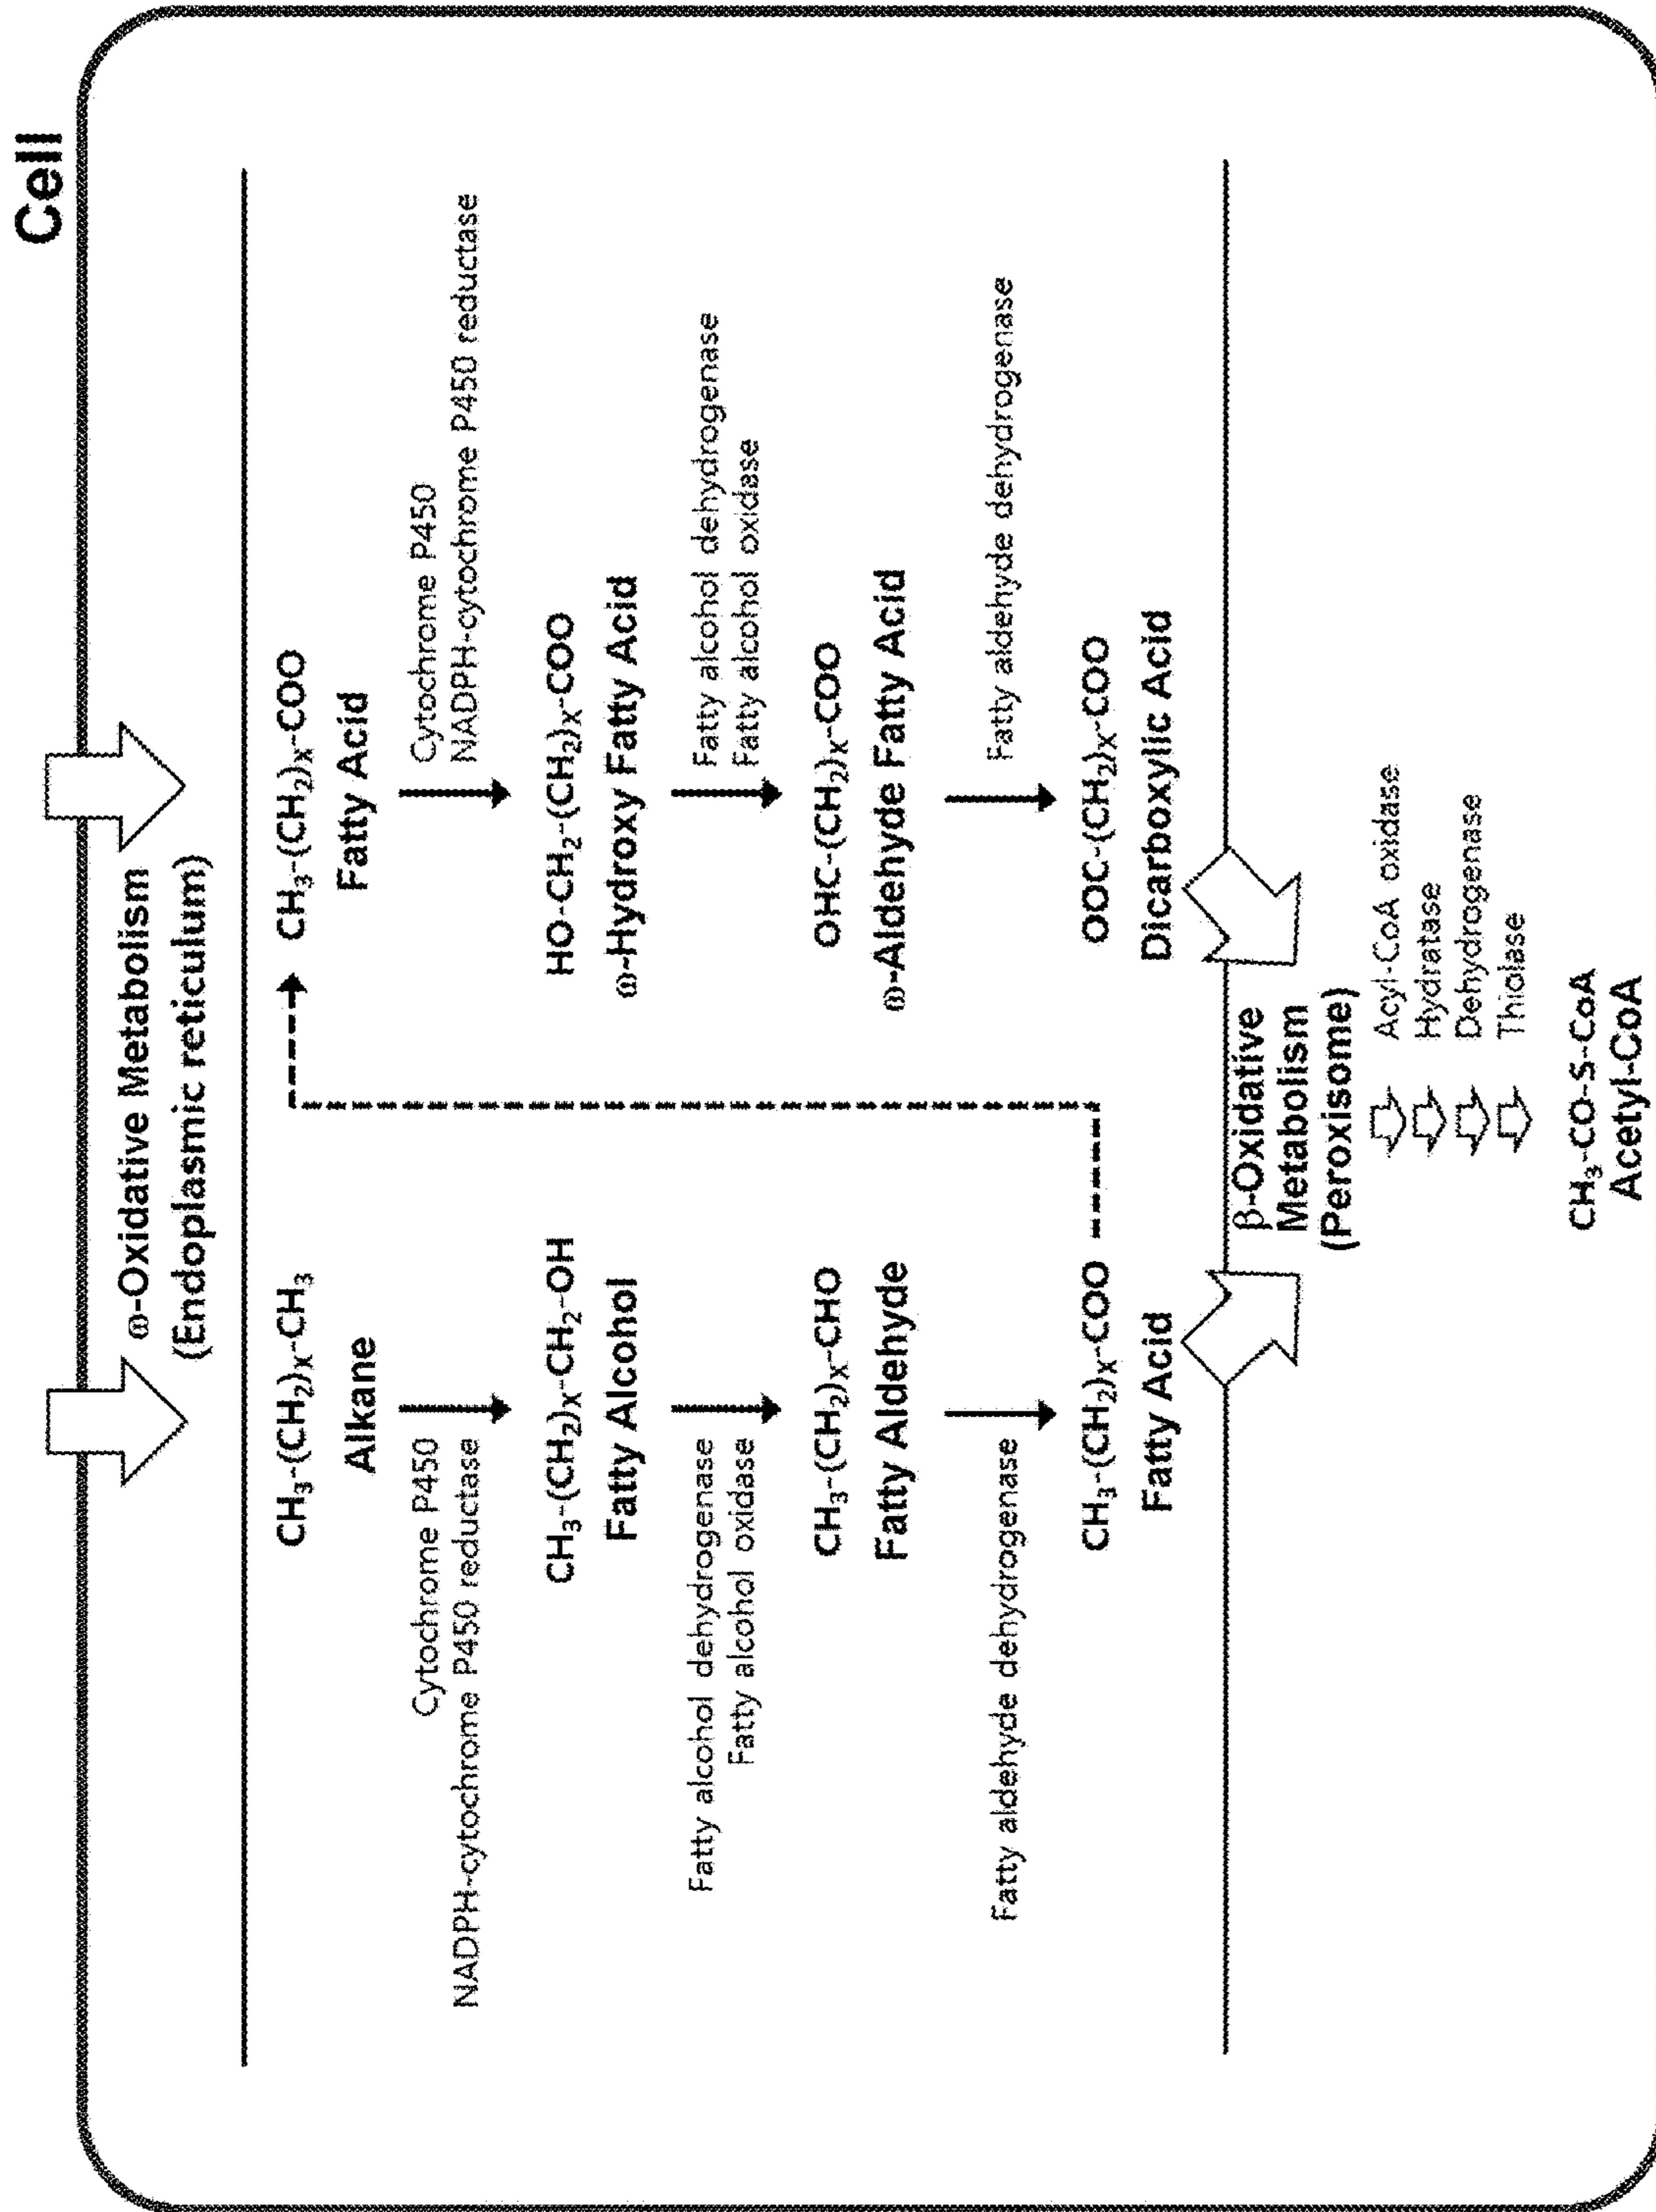 Cell
ω-Oxidative Metabolism
(Endoplasmic reticulum)
CH₃-(CH₂)ₓ-CH₃
Alkane
Cytochrome P450
NADPH-cytochrome P450 reductase
CH₃-(CH₂)ₓ-CH₂-OH
Fatty Alcohol
Fatty alcohol dehydrogenase
Fatty alcohol oxidase
CH₃-(CH₂)ₓ-CHO
Fatty Aldehyde
Fatty aldehyde dehydrogenase
CH₃-(CH₂)ₓ-COO
Fatty Acid
CH₃-(CH₂)ₓ-COO
Fatty Acid
Cytochrome P450
NADPH-cytochrome P450 reductase
HO-CH₂-(CH₂)ₓ-COO
ω-Hydroxy Fatty Acid
Fatty alcohol dehydrogenase
Fatty alcohol oxidase
OHC-(CH₂)ₓ-COO
ω-Aldehyde Fatty Acid
Fatty aldehyde dehydrogenase
OOC-(CH₂)ₓ-COO
Dicarboxylic Acid
β-Oxidative
Metabolism
(Peroxisome)
Acyl-CoA oxidase
Hydratase
Dehydrogenase
Thiolase
CH₃-CO-S-CoA
Acetyl-CoA